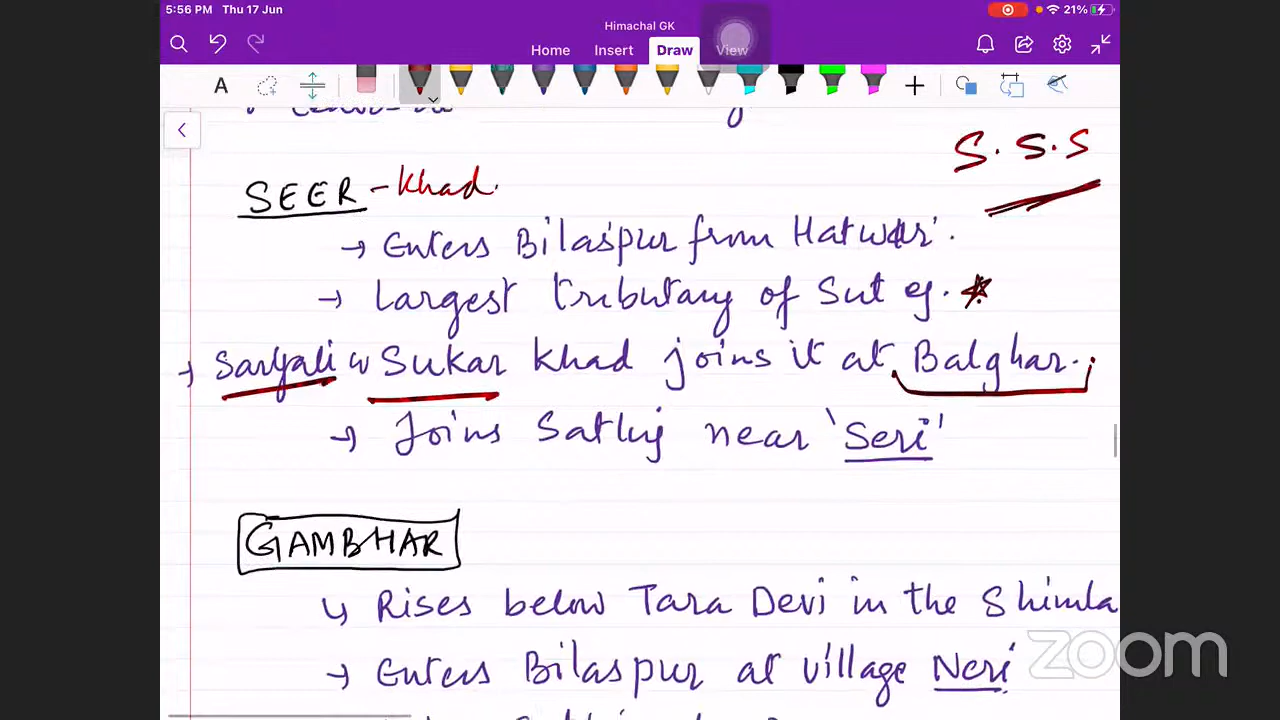 5:56 PM Thu 17 Jun
21%
Himachal GK
Home Insert Draw View
A
S.S.S
SEER - Khad.
→ Enters Bilaspur from Hatwar.
→ Largest tributary of Sutlej.
→ Saryali Sukar khad joins it at Balghar.
→ Joins Satluj near 'Seri'
GAMBHAR
↳ Rises below Tara Devi in the Shimla
→ Enters Bilaspur at village Neri
zoom